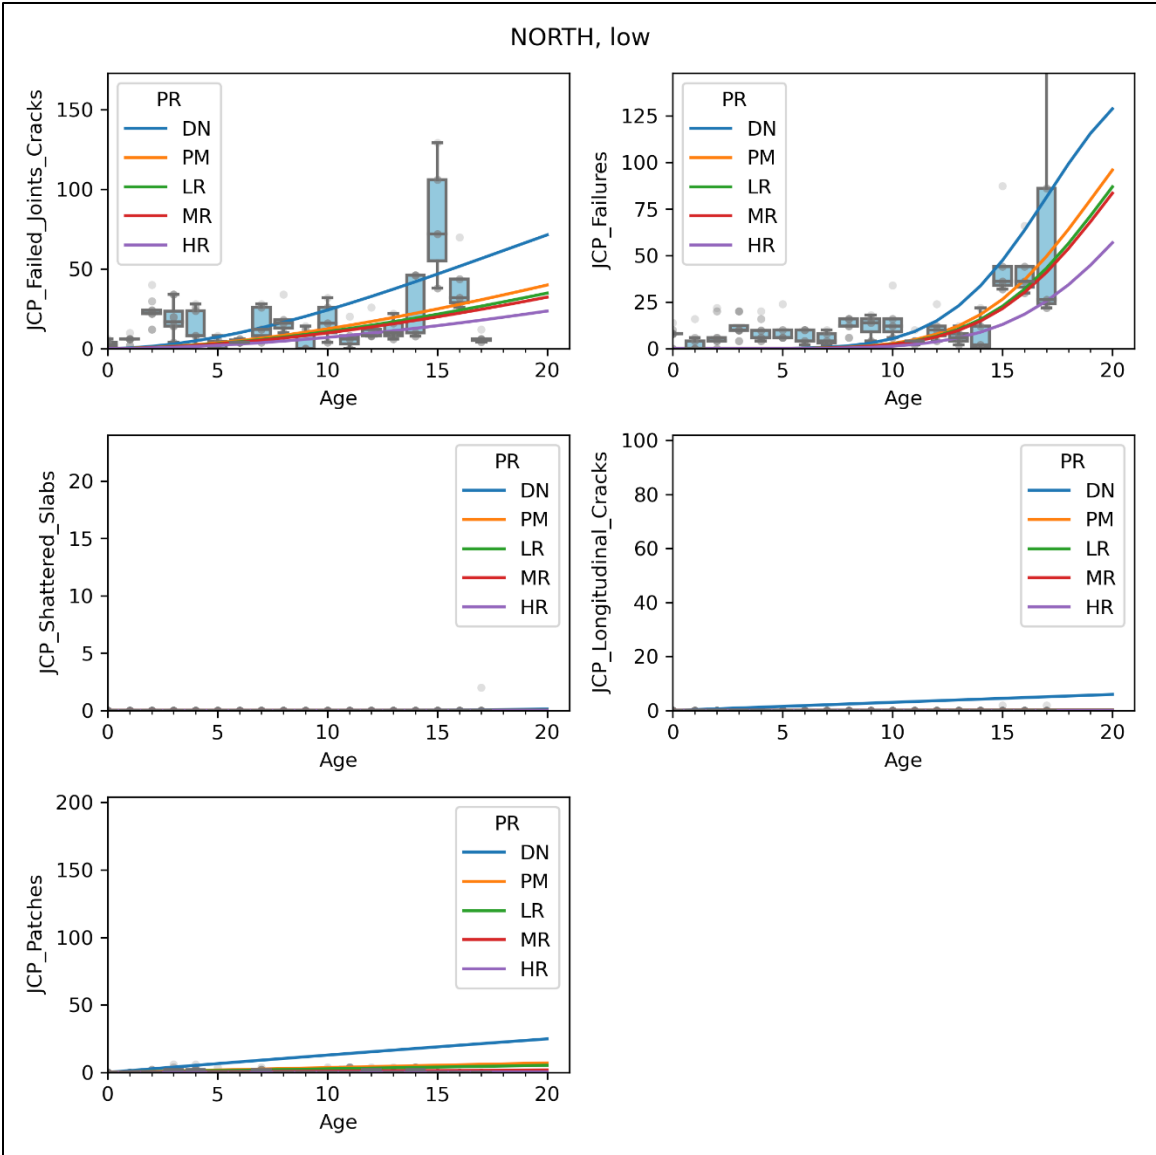 NORTH, low
JCP_Failed_Joints_Cracks
150
100
50
0
PR
DN
PM
LR
MR
HR
0 5 10 15 20
Age
JCP_Failures
125
100
75
50
25
0
PR
DN
PM
LR
MR
HR
0 5 10 15 20
Age
JCP_Shattered_Slabs
20
15
10
5
0
PR
DN
PM
LR
MR
HR
0 5 10 15 20
Age
JCP_Longitudinal_Cracks
100
80
60
40
20
0
PR
DN
PM
LR
MR
HR
0 5 10 15 20
Age
JCP_Patches
200
150
100
50
0
PR
DN
PM
LR
MR
HR
0 5 10 15 20
Age